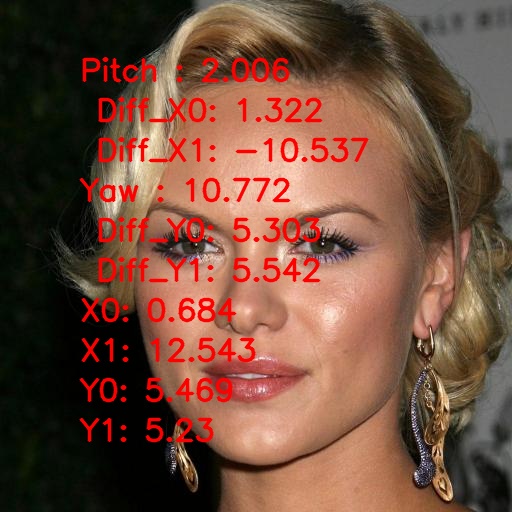 Pitch : 2.006
Diff_X0: 1.322
Diff_X1: -10.537
Yaw : 10.772
Diff_Y0: 5.303
Diff_Y1: 5.542
X0: 0.684
X1: 12.543
Y0: 5.469
Y1: 5.23